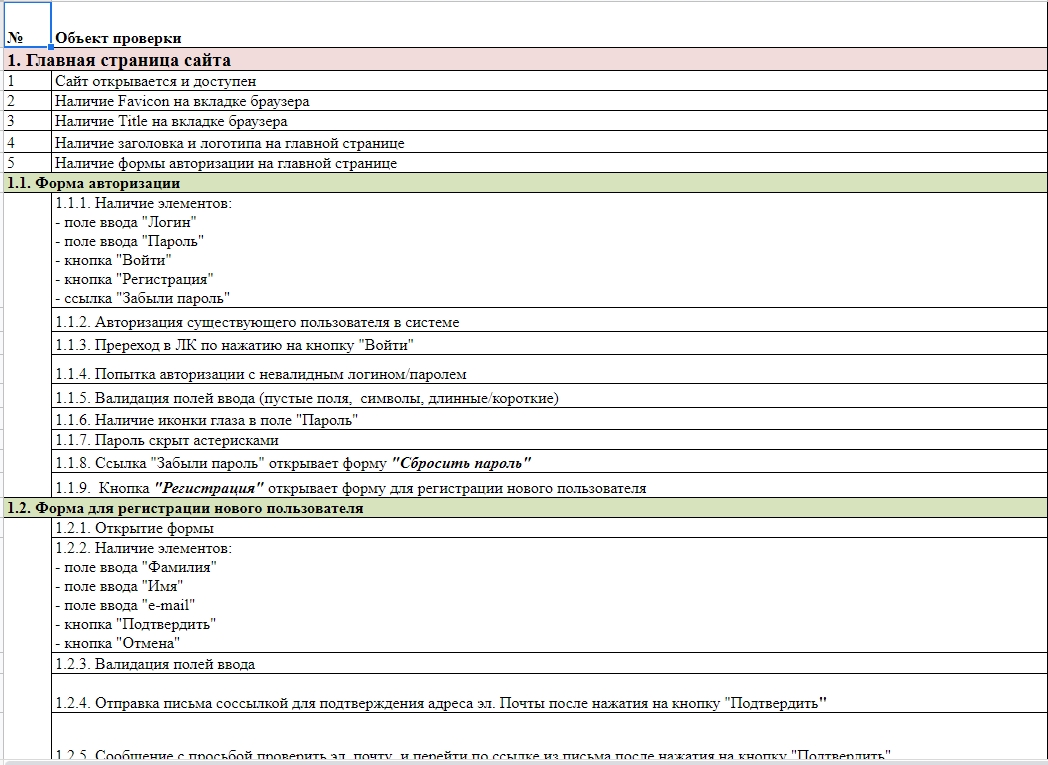 № Объект проверки
1. Главная страница сайта
1 Сайт открывается и доступен
2 Наличие Favicon на вкладке браузера
3 Наличие Title на вкладке браузера
4 Наличие заголовка и логотипа на главной странице
5 Наличие формы авторизации на главной странице
1.1. Форма авторизации
1.1.1. Наличие элементов:
- поле ввода "Логин"
- поле ввода "Пароль"
- кнопка "Войти"
- кнопка "Регистрация"
- ссылка "Забыли пароль"
1.1.2. Авторизация существующего пользователя в системе
1.1.3. Пререход в ЛК по нажатию на кнопку "Войти"
1.1.4. Попытка авторизации с невалидным логином/паролем
1.1.5. Валидация полей ввода (пустые поля,  символы, длинные/короткие)
1.1.6. Наличие иконки глаза в поле "Пароль"
1.1.7. Пароль скрыт астерисками
1.1.8. Ссылка "Забыли пароль" открывает форму "Сбросить пароль"
1.1.9.  Кнопка "Регистрация" открывает форму для регистрации нового пользователя
1.2. Форма для регистрации нового пользователя
1.2.1. Открытие формы
1.2.2. Наличие элементов:
- поле ввода "Фамилия"
- поле ввода "Имя"
- поле ввода "e-mail"
- кнопка "Подтвердить"
- кнопка "Отмена"
1.2.3. Валидация полей ввода
1.2.4. Отправка письма соссылкой для подтверждения адреса эл. Почты после нажатия на кнопку "Подтвердить"
1.2.5. Сообщение с просьбой проверить эл. почту  и перейти по ссылке из письма после нажатия на кнопку "Подтвердить"